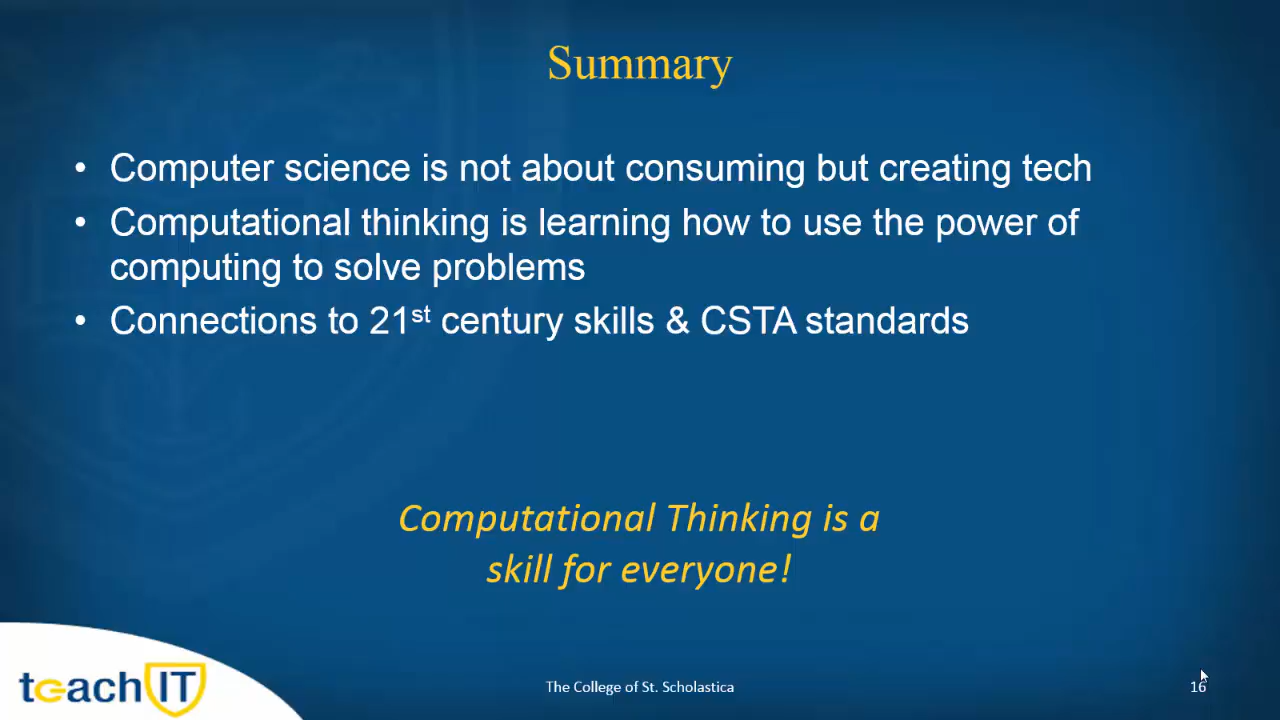 Summary
• Computer science is not about consuming but creating tech
• Computational thinking is learning how to use the power of
computing to solve problems
• Connections to 21st century skills & CSTA standards
Computational Thinking is a
skill for everyone!
teachIT
The College of St. Scholastica
16